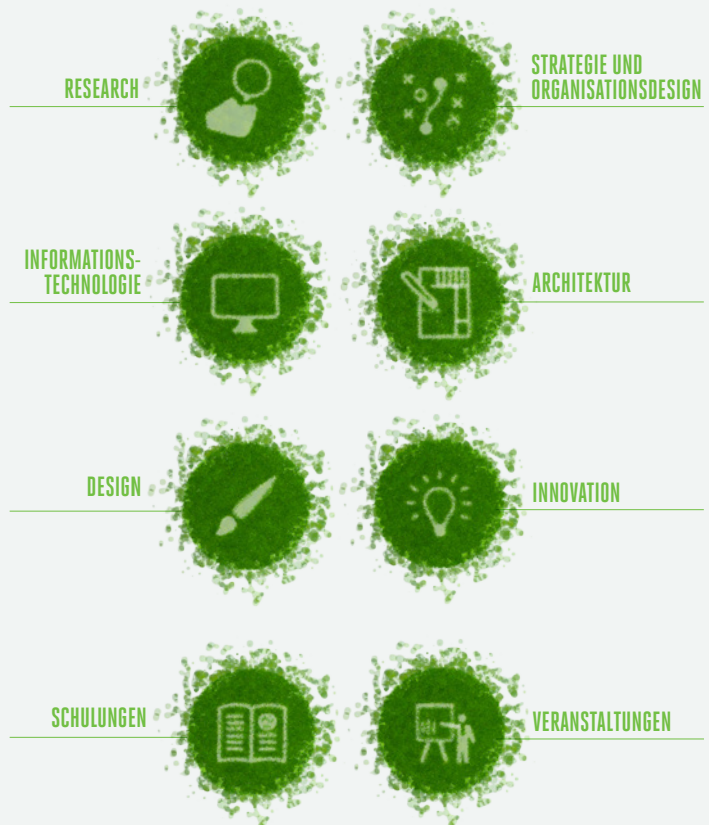 RESEARCH
STRATEGIE UND
ORGANISATIONSDESIGN
INFORMATIONS-
TECHNOLOGIE
ARCHITEKTUR
DESIGN
INNOVATION
SCHULUNGEN
VERANSTALTUNGEN